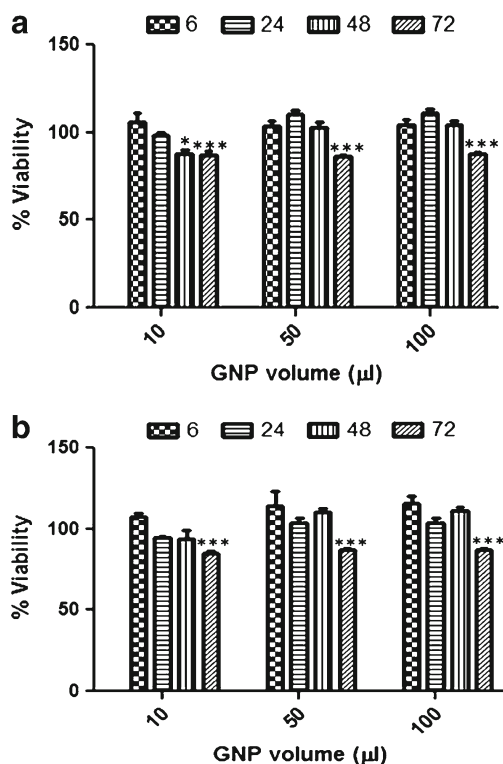 a
6 24 48 72
150
100
50
0
% Viability
* *** *** ***
10 50 100
GNP volume (µl)
b
6 24 48 72
150
100
50
0
% Viability
*** *** ***
10 50 100
GNP volume (µl)